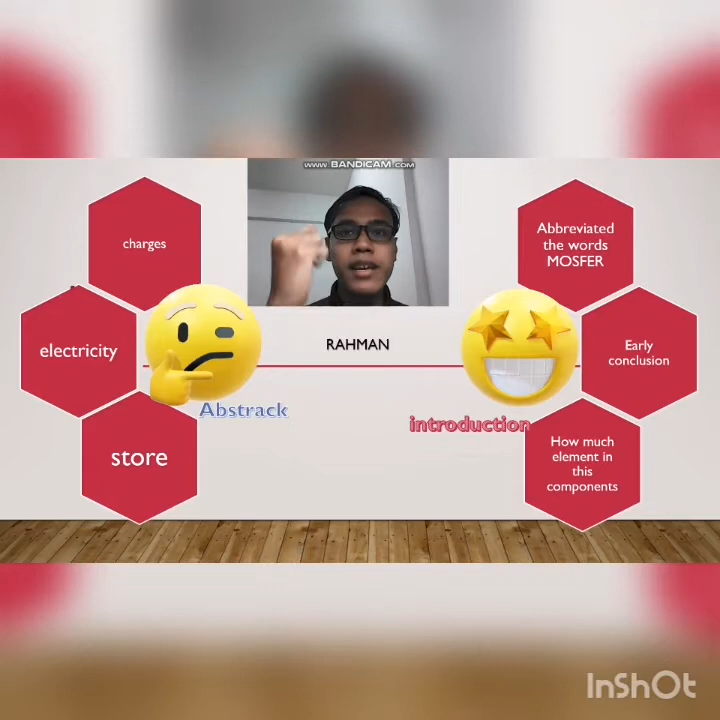 www.BANDICAM.COM
charges
electricity
store
Abstrack
RAHMAN
introduction
Abbreviated
the words
MOSFER
Early
conclusion
How much
element in
this
components
InShOt